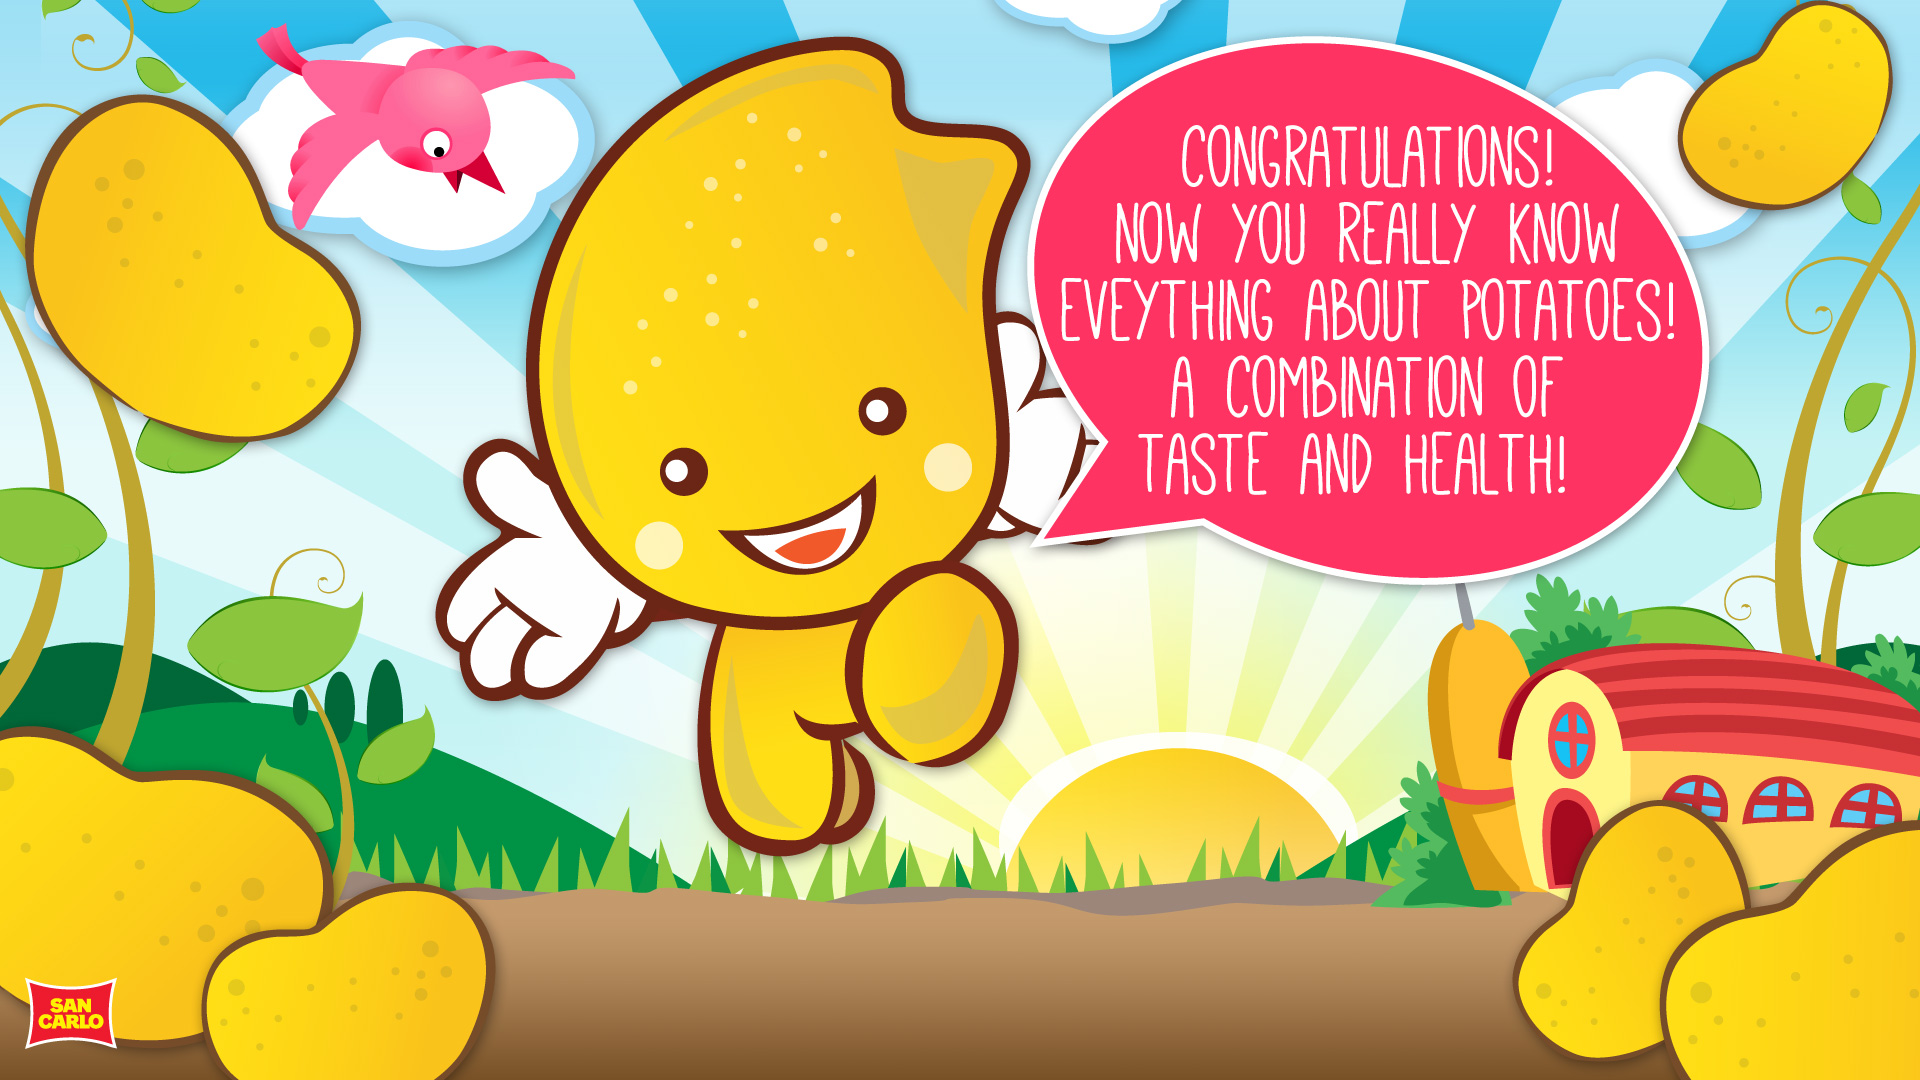 CONGRATULATIONS!
NOW YOU REALLY KNOW
EVEYTHING ABOUT POTATOES!
A COMBINATION OF
TASTE AND HEALTH!
SAN
CARLO